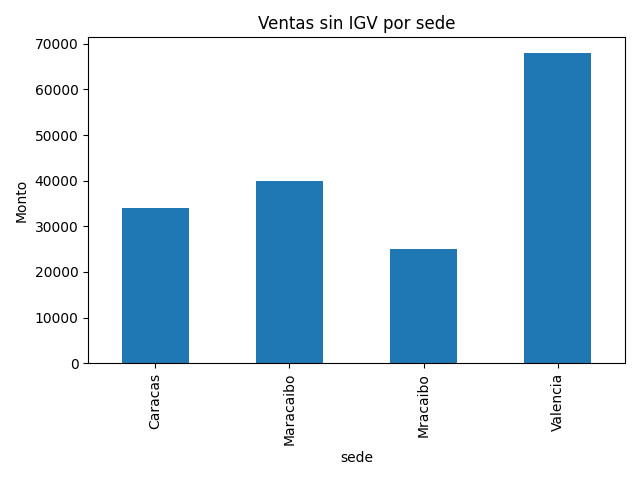 Ventas sin IGV por sede
Monto
70000
60000
50000
40000
30000
20000
10000
0
Caracas
Maracaibo
Mracaibo
Valencia
sede